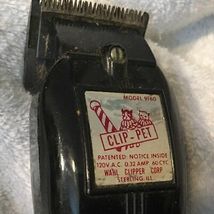 MODEL 9160
CLIP-PET
PATENTED NOTICE INSIDE
120V. A.C. 0.32 AMP. 60 CYC.
WAHL CLIPPER CORP
STERLING ILL